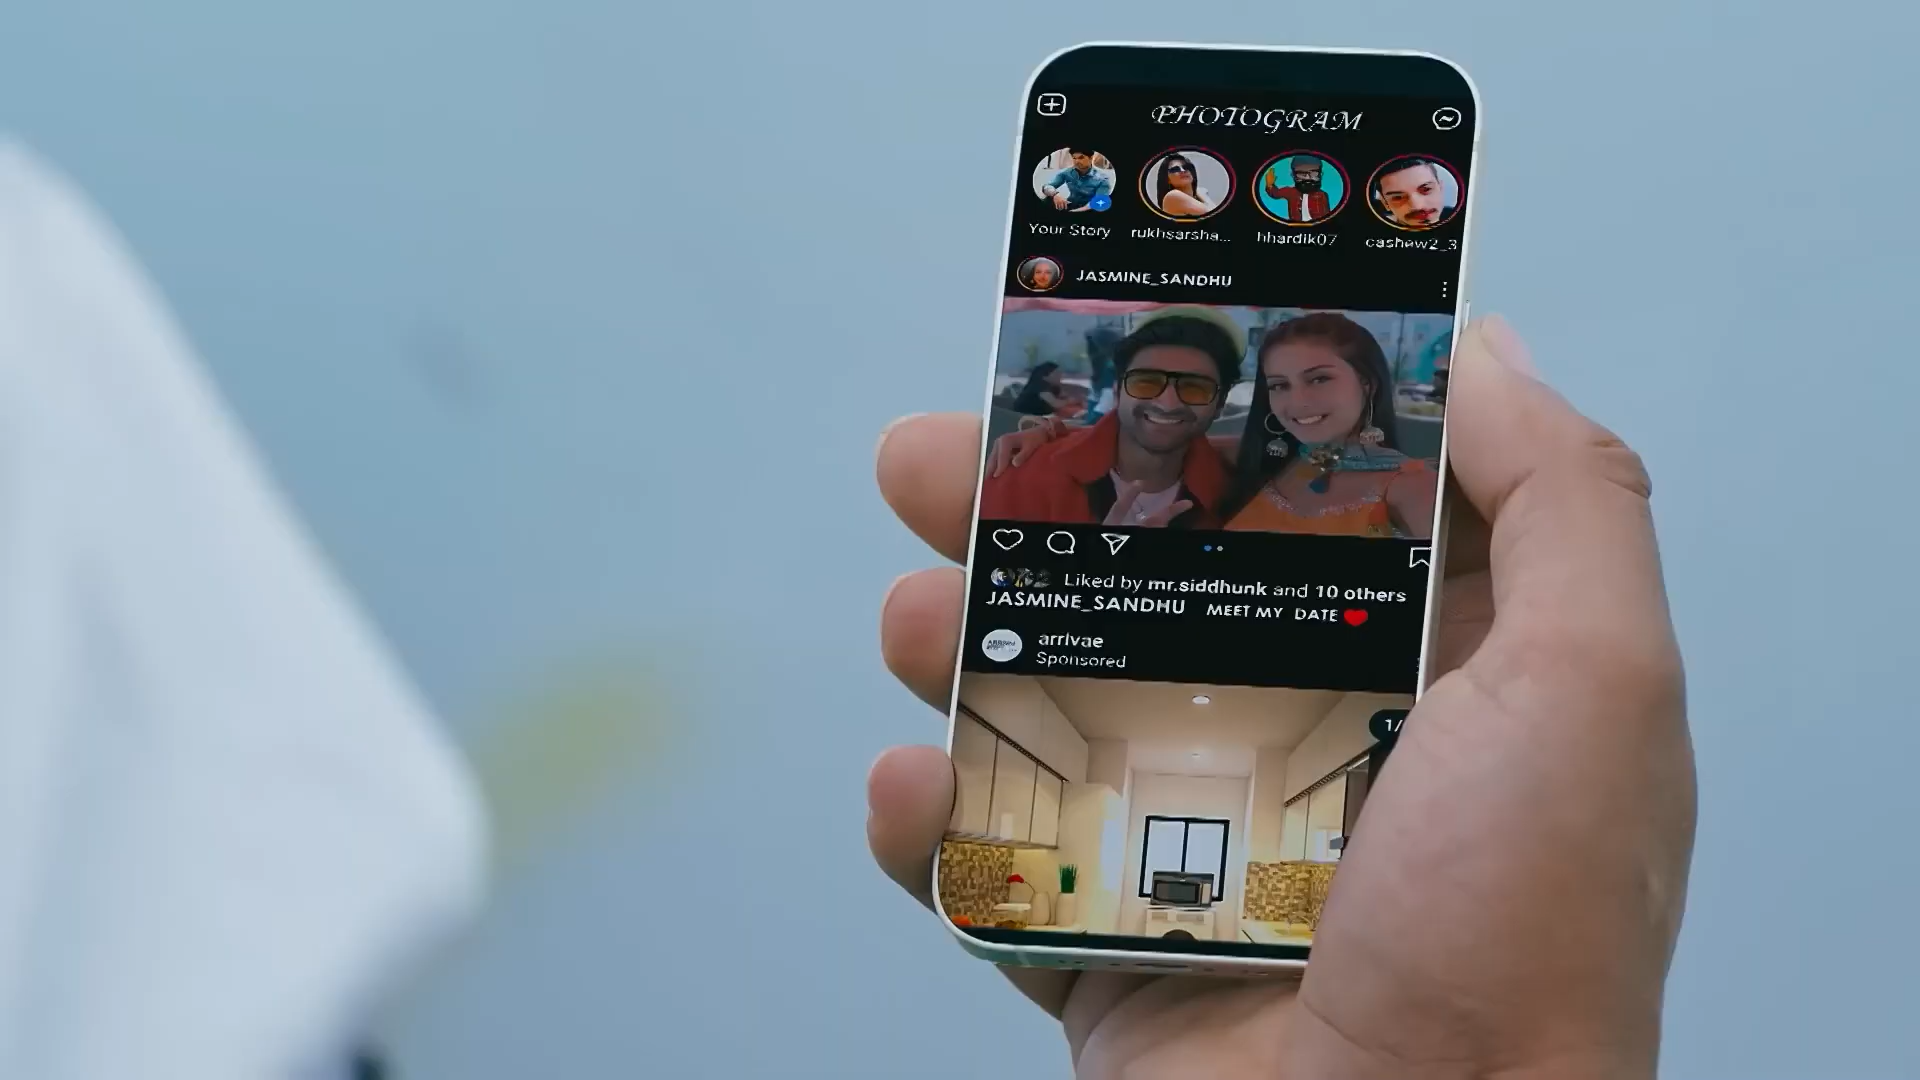 PHOTOGRAM
Your Story
rukhsarsha...
hhardik07
cashew2_3
JASMINE_SANDHU
Liked by mr.siddhunk and 10 others
JASMINE_SANDHU MEET MY DATE
arrivae
Sponsored
1/